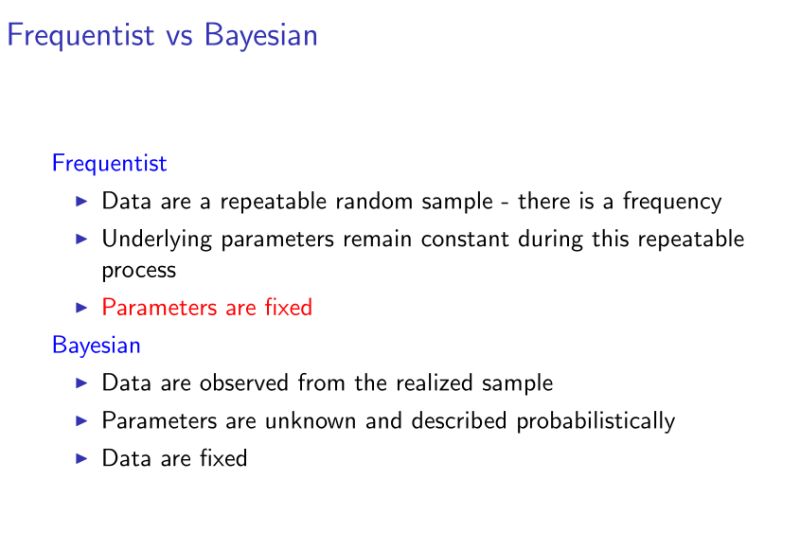 Frequentist vs Bayesian
Frequentist
▶ Data are a repeatable random sample - there is a frequency
▶ Underlying parameters remain constant during this repeatable
process
▶ Parameters are fixed
Bayesian
▶ Data are observed from the realized sample
▶ Parameters are unknown and described probabilistically
▶ Data are fixed